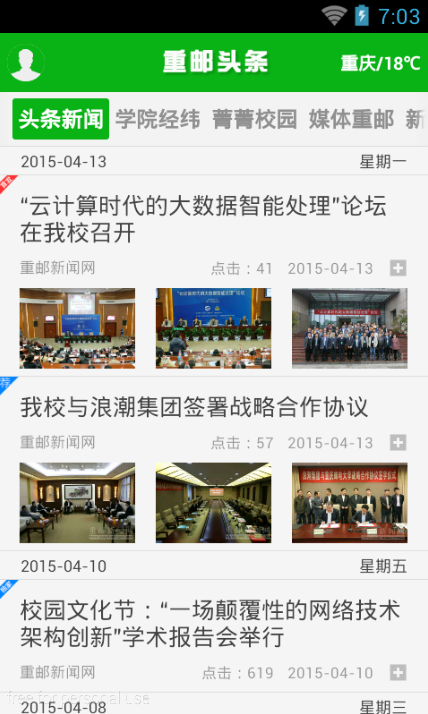 7:03
重邮头条
重庆/18℃
头条新闻 学院经纬 菁菁校园 媒体重邮 新
2015-04-13 星期一
“云计算时代的大数据智能处理”论坛
在我校召开
重邮新闻网 点击：41 2015-04-13
荐
我校与浪潮集团签署战略合作协议
重邮新闻网 点击：57 2015-04-13
2015-04-10 星期五
校园文化节：“一场颠覆性的网络技术
架构创新”学术报告会举行
重邮新闻网 点击：619 2015-04-10
free for personal use
2015-04-08 星期三